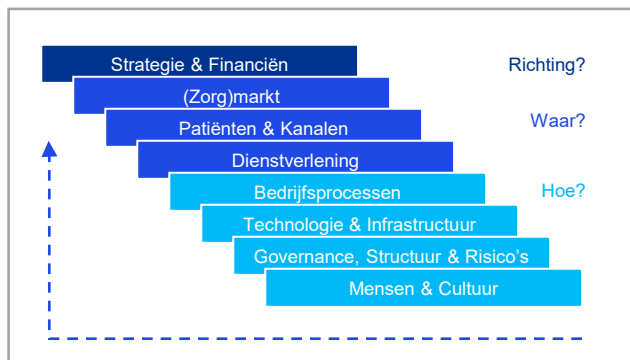 Strategie & Financiën
Richting?
(Zorg)markt
Patiënten & Kanalen
Waar?
Dienstverlening
Bedrijfsprocessen
Hoe?
Technologie & Infrastructuur
Governance, Structuur & Risico's
Mensen & Cultuur